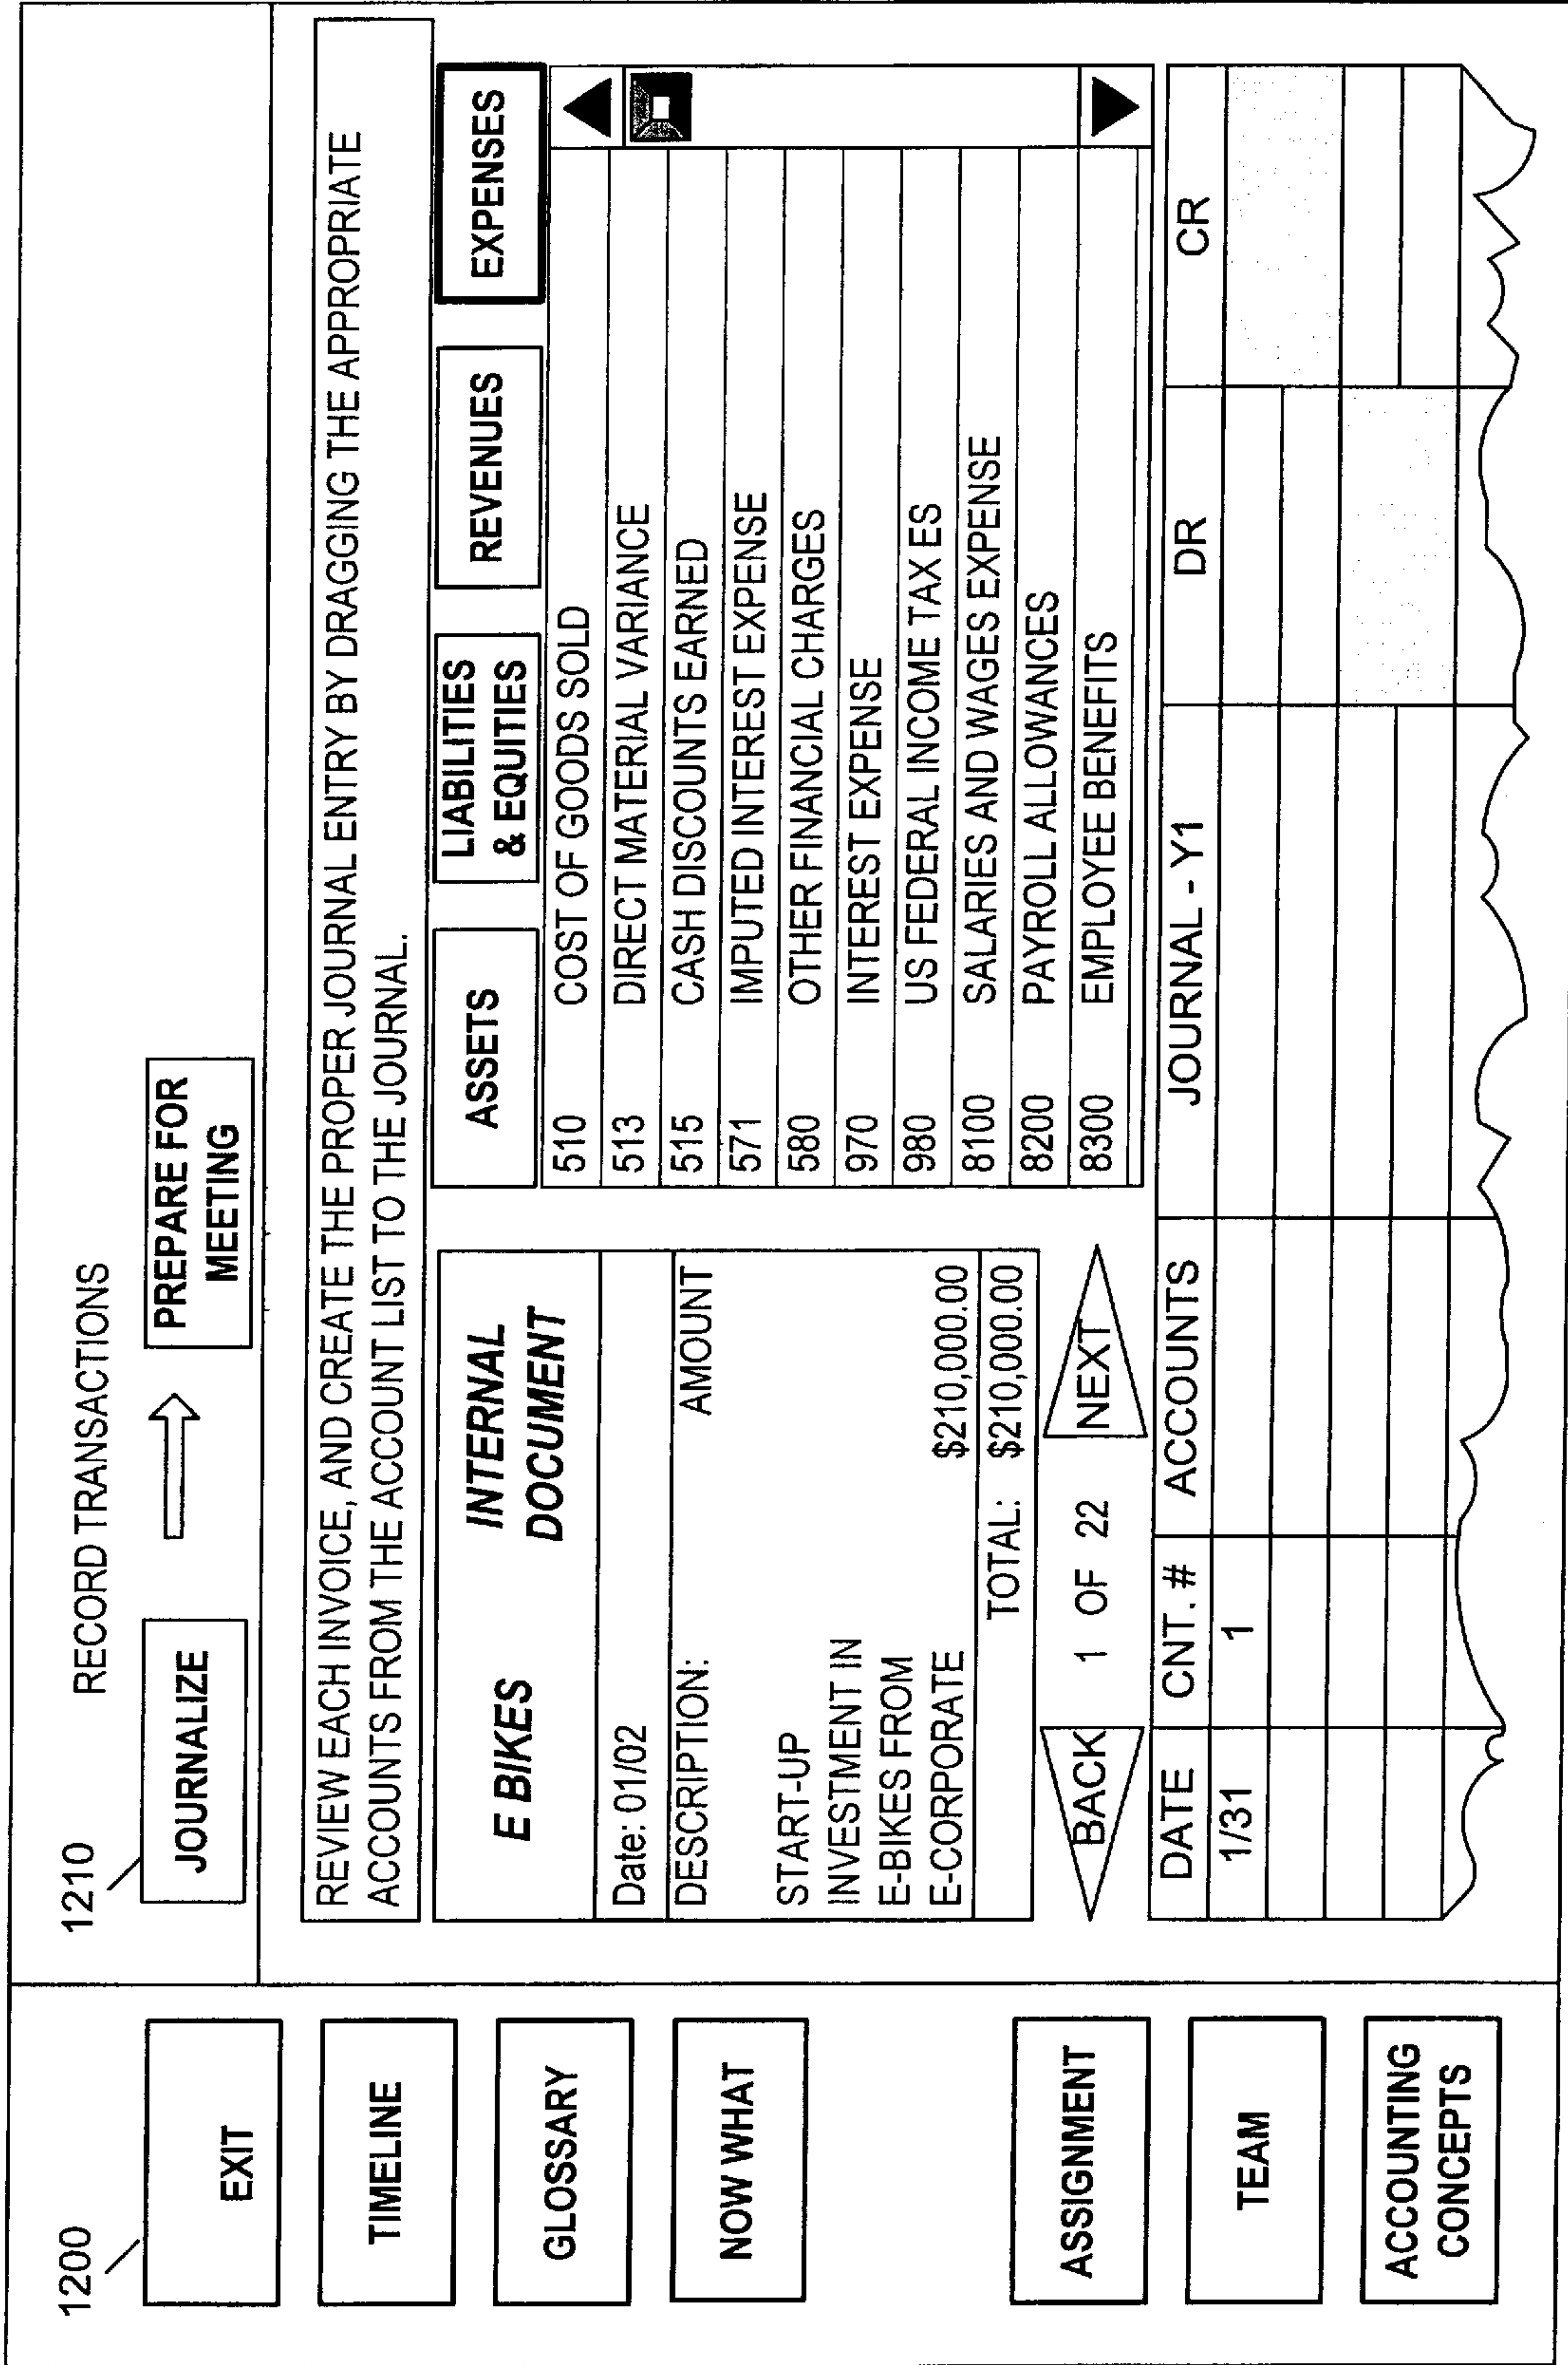 1200
EXIT
TIMELINE
GLOSSARY
NOW WHAT
ASSIGNMENT
TEAM
ACCOUNTING
CONCEPTS
1210
RECORD TRANSACTIONS
JOURNALIZE
PREPARE FOR
MEETING
REVIEW EACH INVOICE, AND CREATE THE PROPER JOURNAL ENTRY BY DRAGGING THE APPROPRIATE
ACCOUNTS FROM THE ACCOUNT LIST TO THE JOURNAL.
E BIKES INTERNAL
DOCUMENT
Date: 01/02
DESCRIPTION: AMOUNT
START-UP
INVESTMENT IN
E-BIKES FROM
E-CORPORATE $210,000.00
TOTAL: $210,000.00
BACK 1 OF 22 NEXT
ASSETS
LIABILITIES
& EQUITIES
REVENUES
EXPENSES
510 COST OF GOODS SOLD
513 DIRECT MATERIAL VARIANCE
515 CASH DISCOUNTS EARNED
571 IMPUTED INTEREST EXPENSE
580 OTHER FINANCIAL CHARGES
970 INTEREST EXPENSE
980 US FEDERAL INCOME TAX ES
8100 SALARIES AND WAGES EXPENSE
8200 PAYROLL ALLOWANCES
8300 EMPLOYEE BENEFITS
DATE CNT. # ACCOUNTS JOURNAL - Y1 DR CR
1/31 1